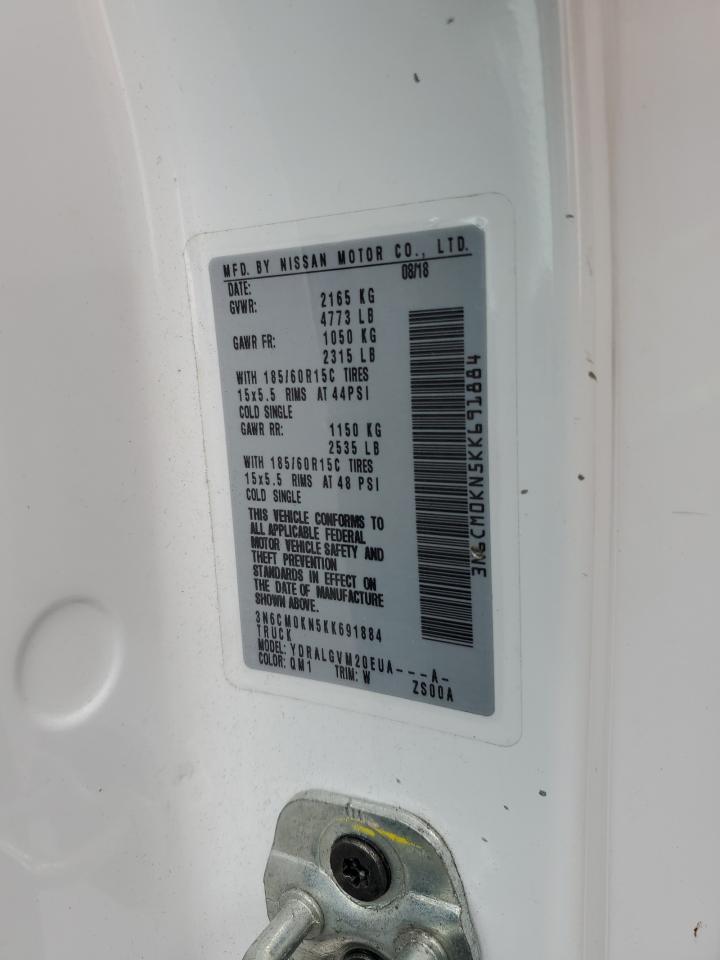 MFD. BY NISSAN MOTOR CO., LTD.
DATE: 08/18
GVWR: 2165 KG
4773 LB
GAWR FR: 1050 KG
2315 LB
WITH 185/60R15C TIRES
15x5.5 RIMS AT 44PSI
COLD SINGLE
GAWR RR: 1150 KG
2535 LB
WITH 185/60R15C TIRES
15x5.5 RIMS AT 48 PSI
COLD SINGLE
THIS VEHICLE CONFORMS TO
ALL APPLICABLE FEDERAL
MOTOR VEHICLE SAFETY AND
THEFT PREVENTION
STANDARDS IN EFFECT ON
THE DATE OF MANUFACTURE
SHOWN ABOVE.
3N6CM0KN5KK691884
TRUCK
MODEL: YDRALGVM20EUA----A-
COLOR: QM1 TRIM: W ZS00A
3N6CM0KN5KK691884